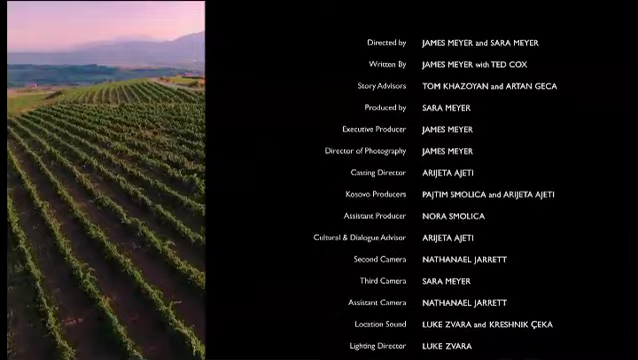 Directed by JAMES MEYER and SARA MEYER
Written By JAMES MEYER with TED COX
Story Advisors TOM KHAZOYAN and ARTAN GECA
Produced by SARA MEYER
Executive Producer JAMES MEYER
Director of Photography JAMES MEYER
Casting Director ARIJETA AJETI
Kosovo Producers PAJTIM SMOLICA and ARIJETA AJETI
Assistant Producer NORA SMOLICA
Cultural & Dialogue Advisor ARIJETA AJETI
Second Camera NATHANAEL JARRETT
Third Camera SARA MEYER
Assistant Camera NATHANAEL JARRETT
Location Sound LUKE ZVARA and KRESHNIK ÇEKA
Lighting Director LUKE ZVARA